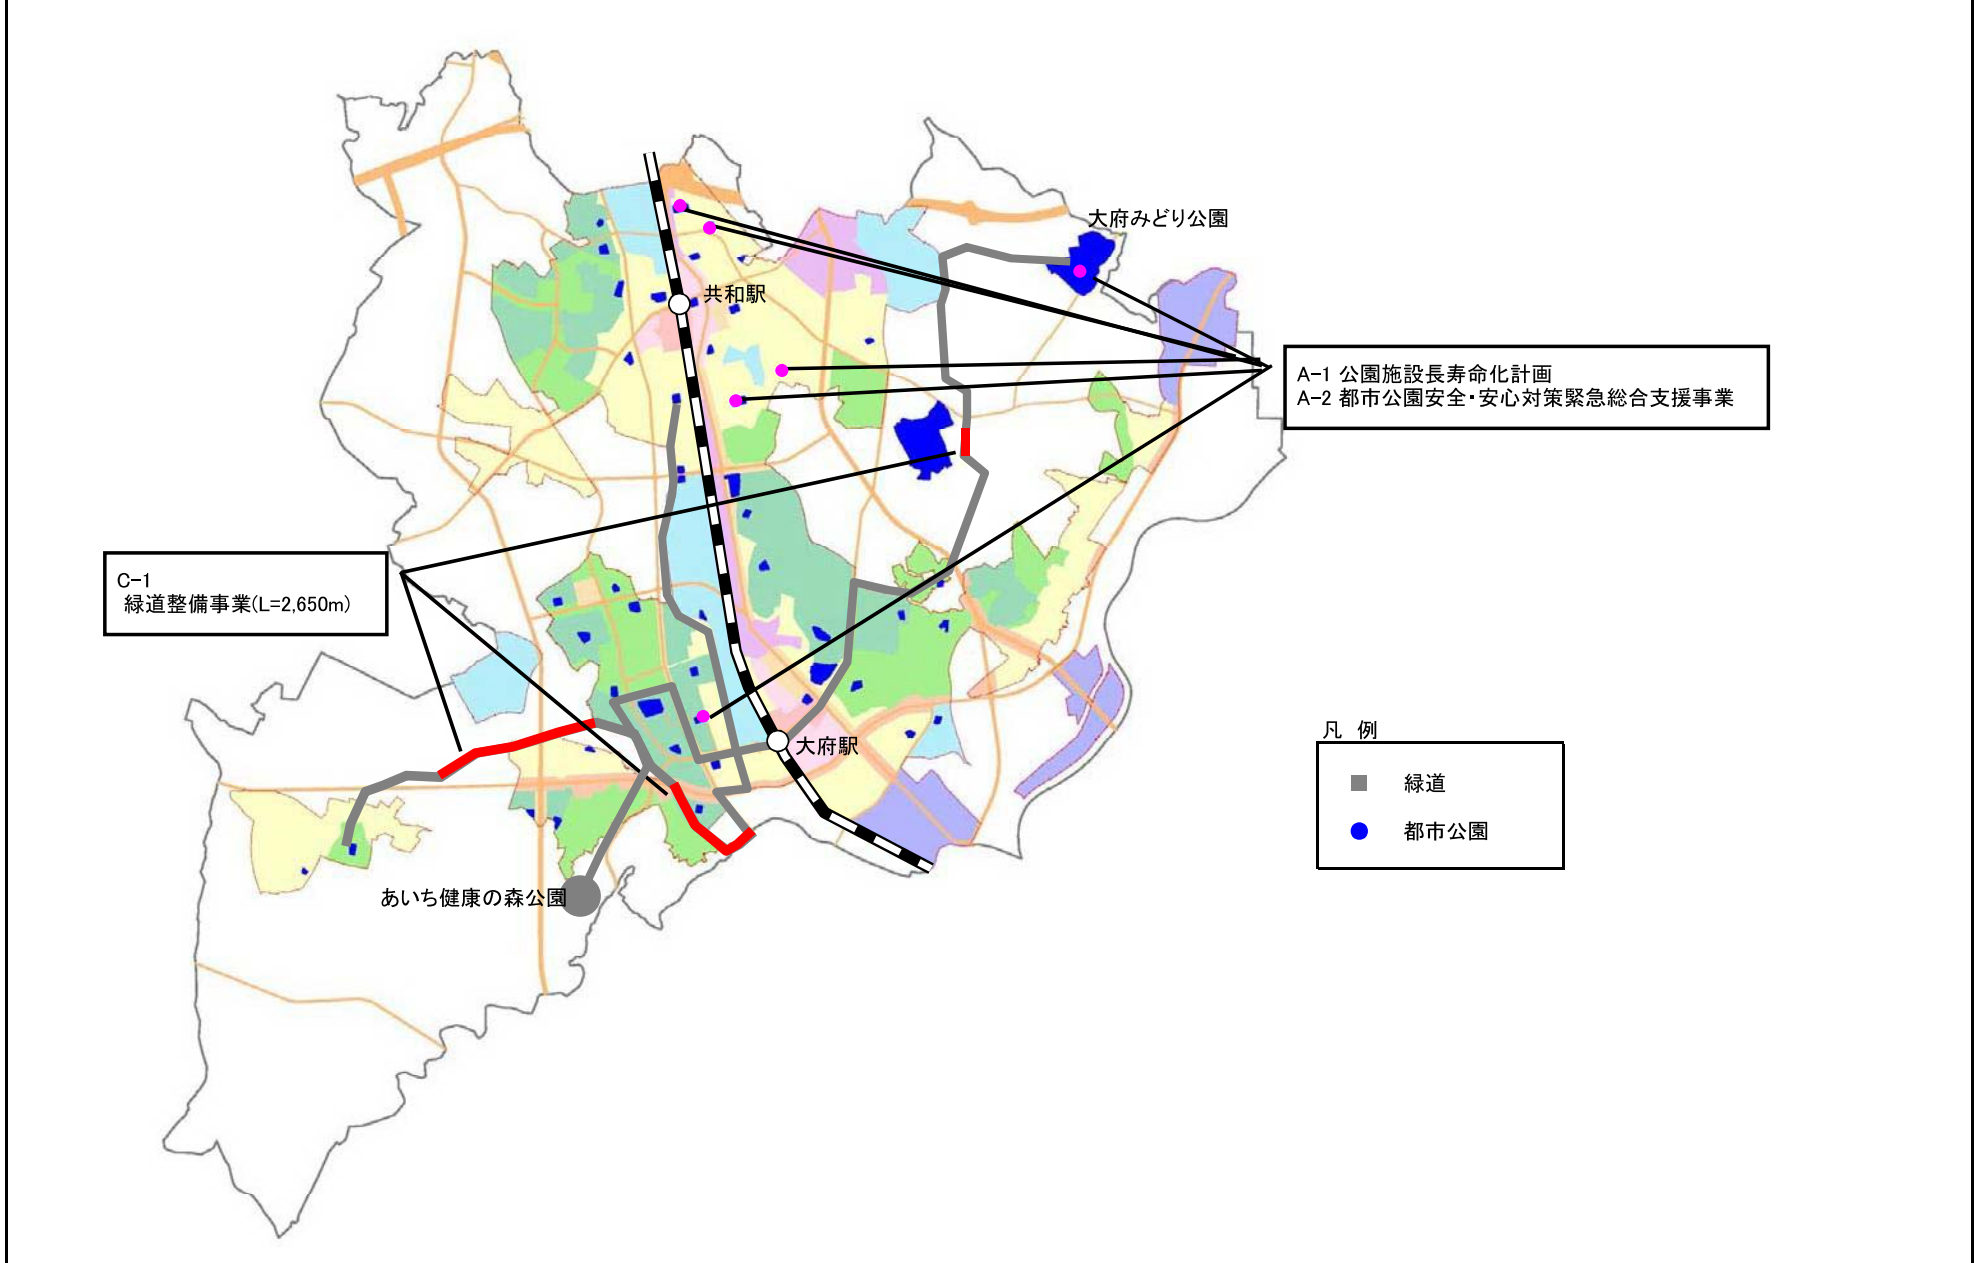 大府みどり公園
共和駅
A-1 公園施設長寿命化計画
A-2 都市公園安全・安心対策緊急総合支援事業
C-1
緑道整備事業(L=2,650m)
大府駅
凡 例
緑道
都市公園
あいち健康の森公園